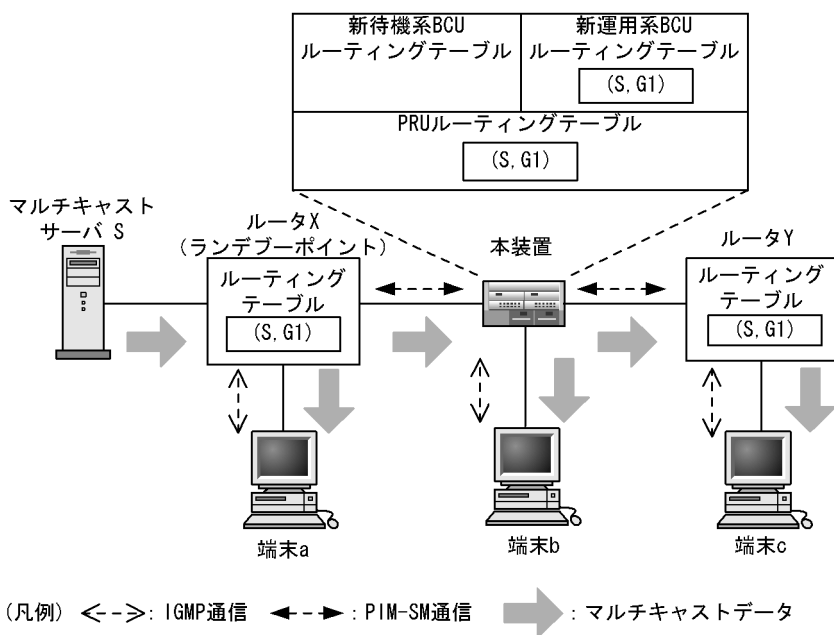 新待機系BCU
ルーティングテーブル
新運用系BCU
ルーティングテーブル
(S,G1)
PRUルーティングテーブル
(S,G1)
マルチキャスト
サーバ S
ルータX
(ランデブーポイント)
本装置
ルータY
ルーティング
テーブル
(S,G1)
ルーティング
テーブル
(S,G1)
端末a
端末b
端末c
(凡例)
: IGMP通信
: PIM-SM通信
: マルチキャストデータ